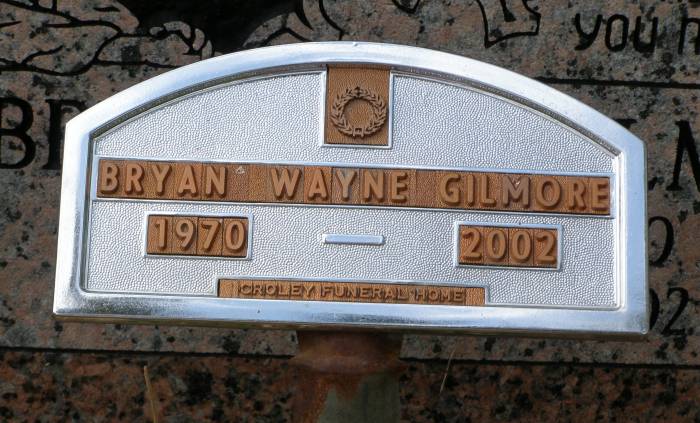 you
BRYAN WAYNE GILMORE
1970 — 2002
CROLEY FUNERAL HOME